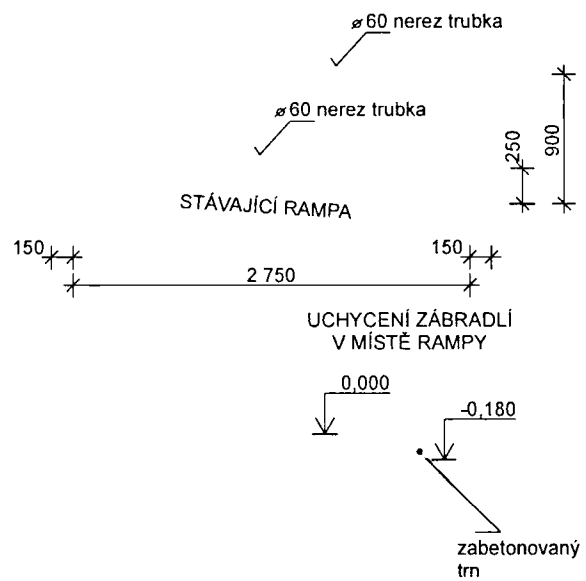 ⌀60 nerez trubka
⌀60 nerez trubka
900
250
STÁVAJÍCÍ RAMPA
150
150
2 750
UCHYCENÍ ZÁBRADLÍ
V MÍSTĚ RAMPY
0,000
-0,180
zabetonovaný
trn